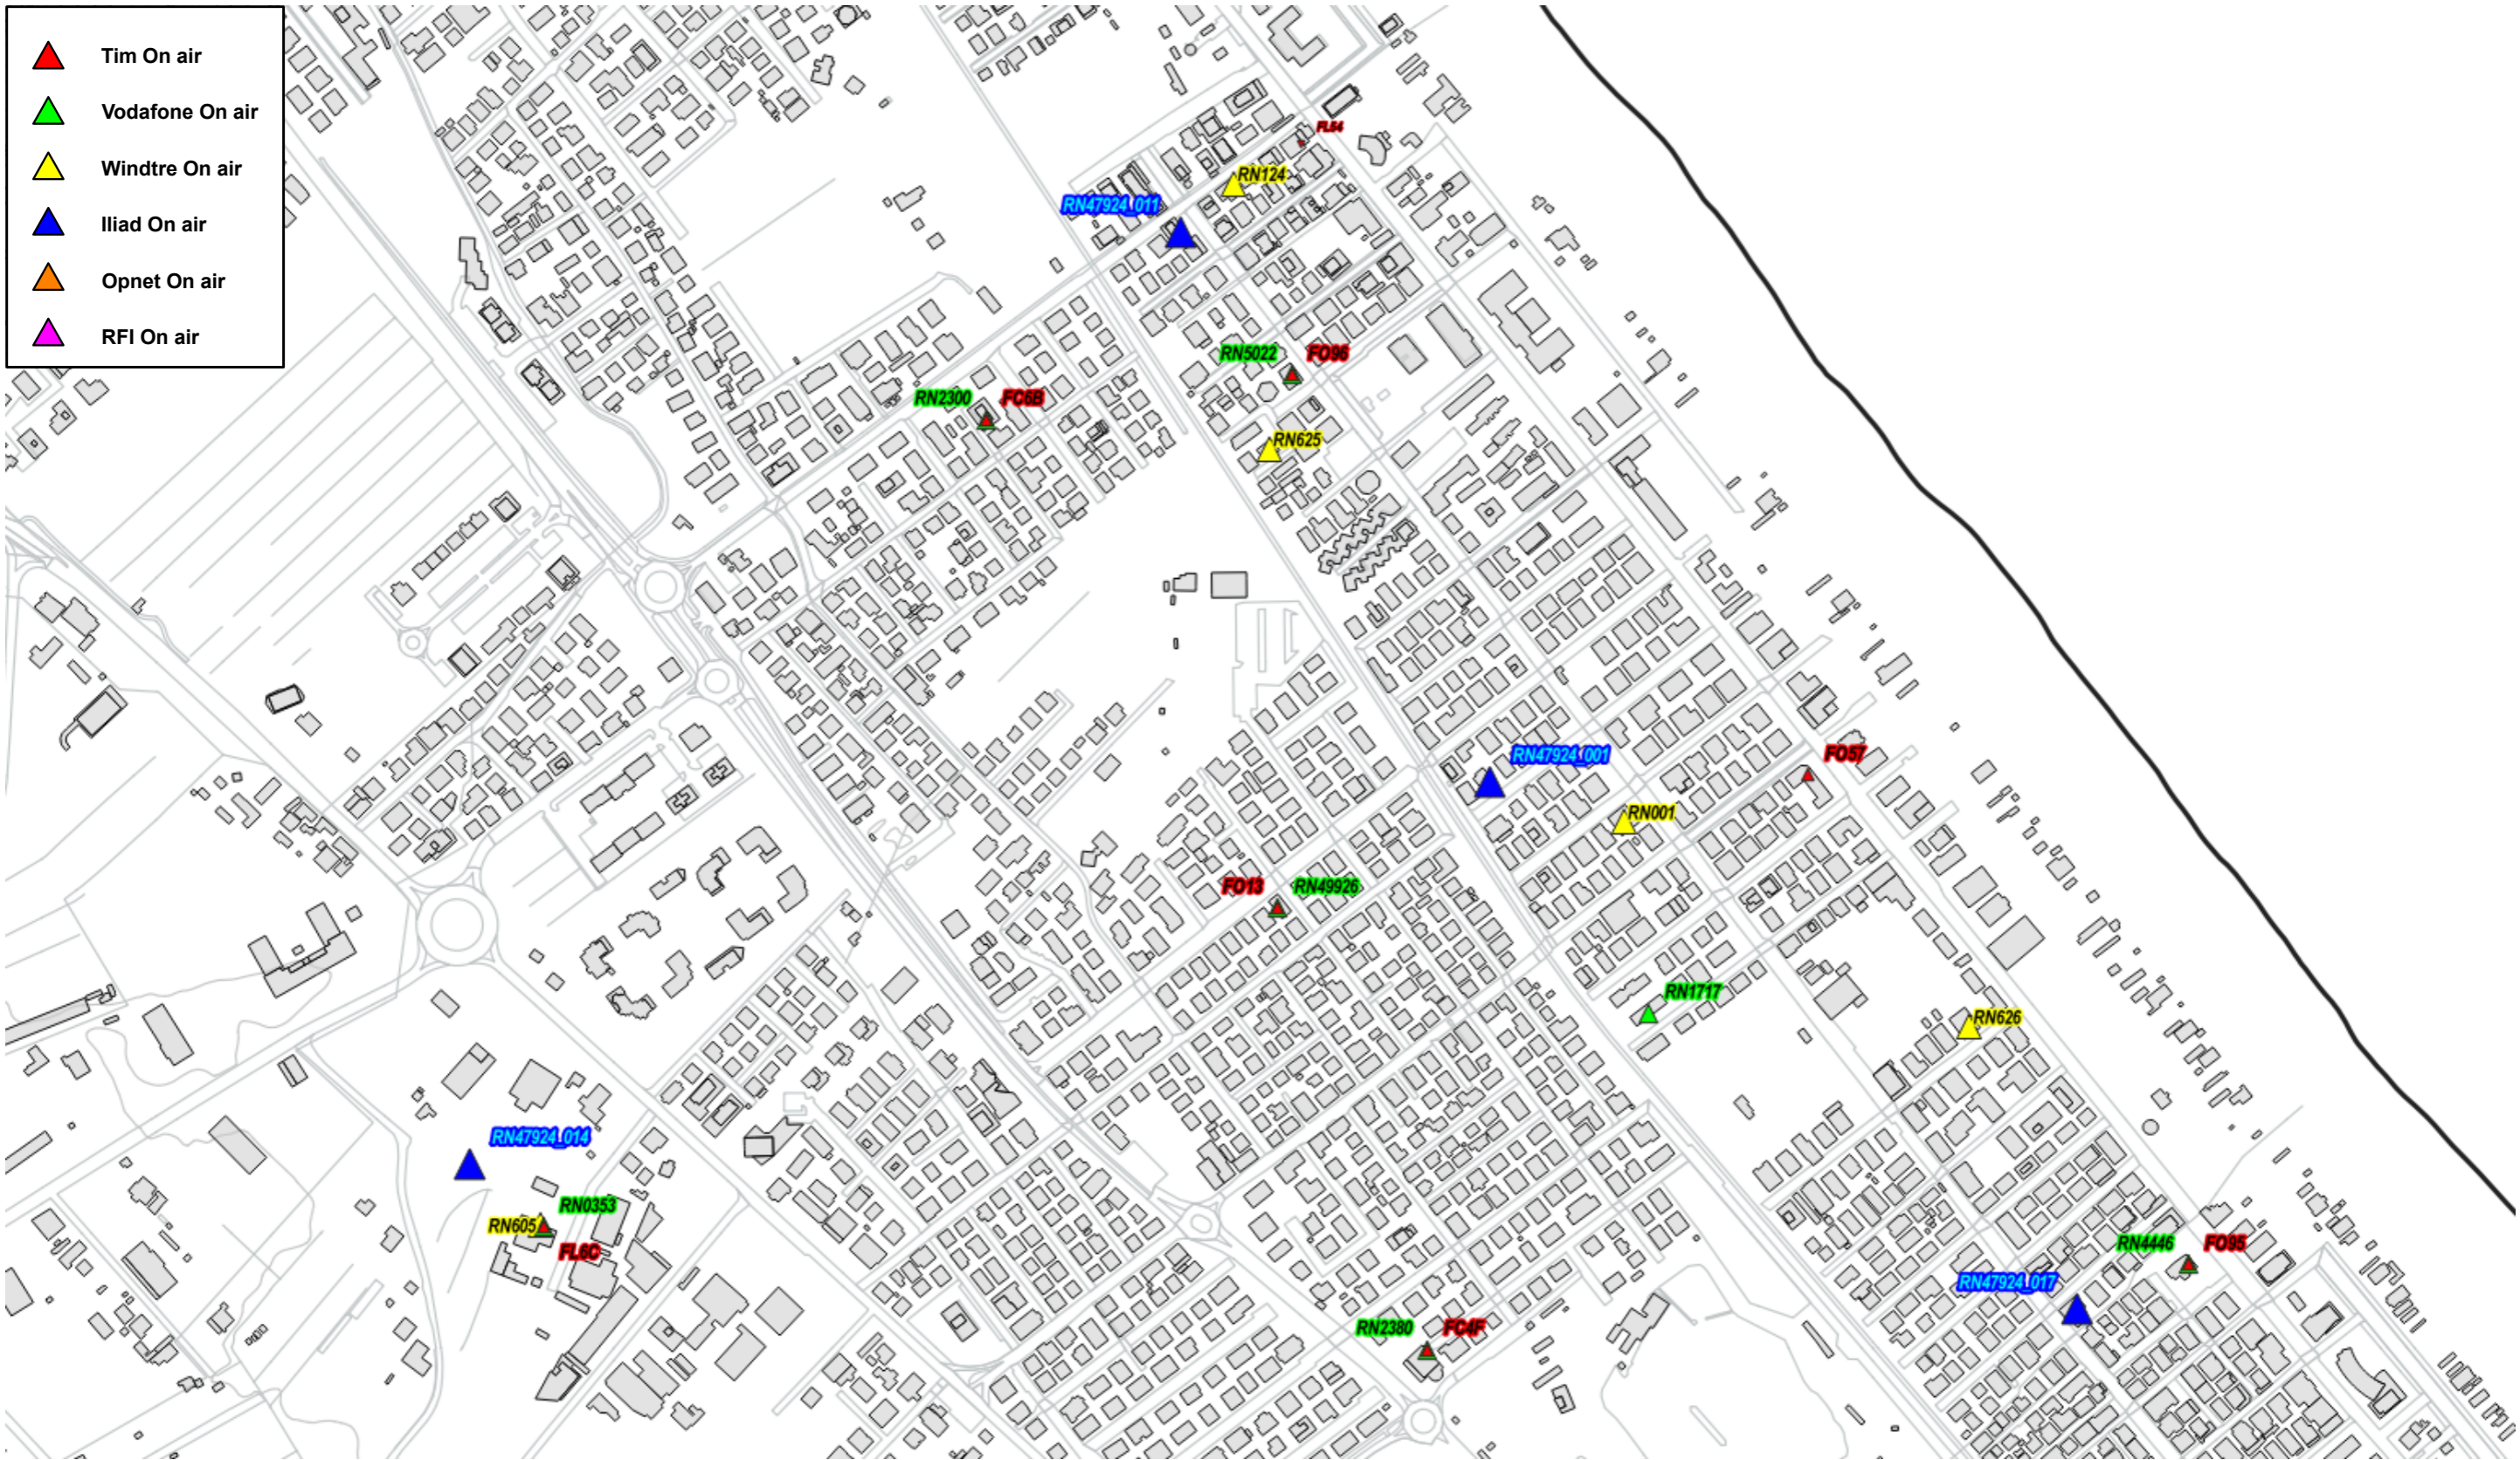 Tim On air
Vodafone On air
Windtre On air
Iliad On air
Opnet On air
RFI On air
FL54
RN124
RN47924_011
RN5022 FO96
RN2300 FC6B
RN625
RN47924_001 FO57
RN001
FO13 RN49926
RN1717
RN626
RN47924_014
RN0353
RN605
FL6C
RN4446 FO95
RN47924_017
RN2380 FC4F